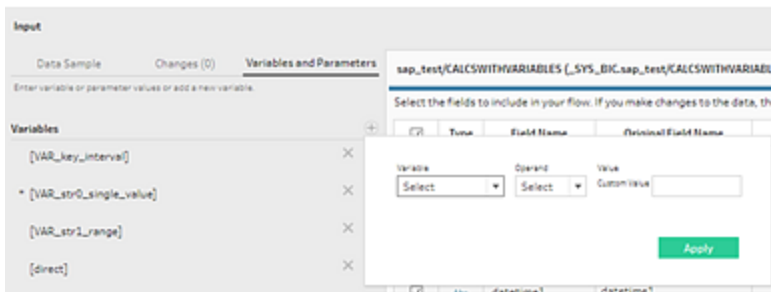 Input
Data Sample Changes (0) Variables and Parameters
Enter variable or parameter values or add a new variable.
Variables
[VAR_key_interval]
* [VAR_str0_single_value]
[VAR_str1_range]
[direct]
sap_test/CALCSWITHVARIABLES (_SYS_BIC.sap_test/CALCSWITHVARIABL
Select the fields to include in your flow. If you make changes to the data, th
Type Field Name Original Field Name
Variable Operand Value
Select Select Custom Value
Apply
datetime1 datetime1